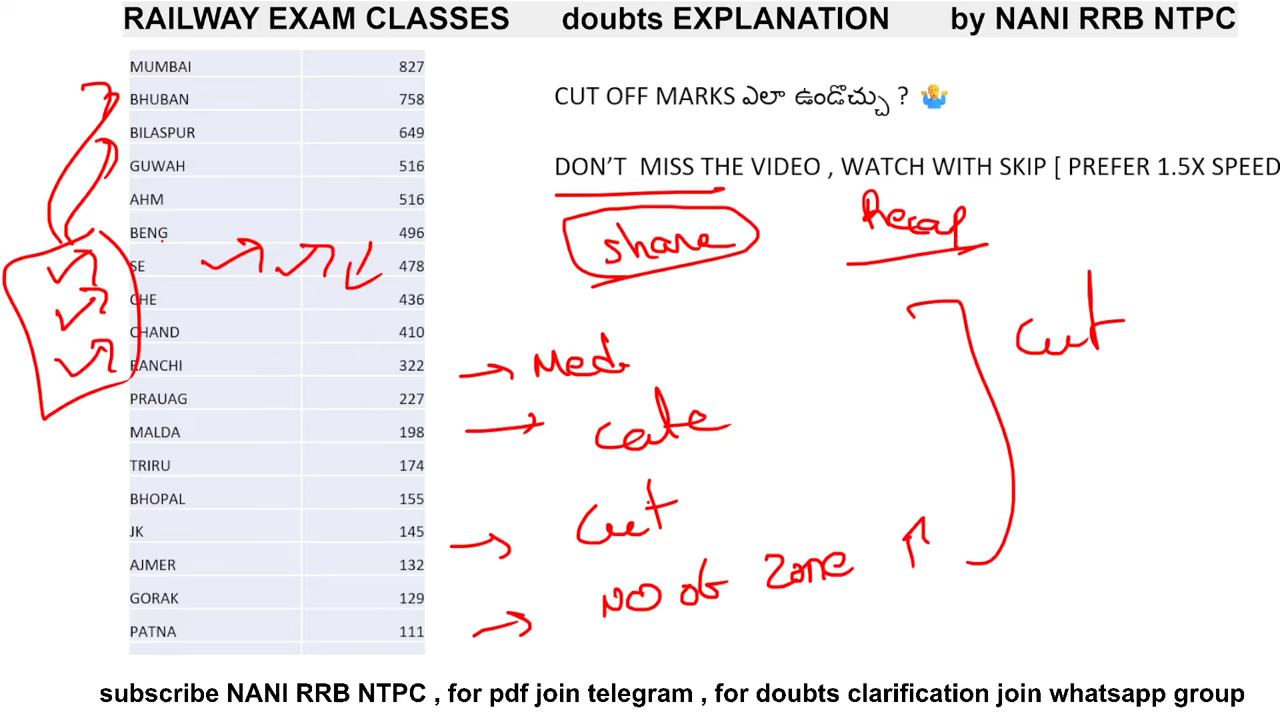 RAILWAY EXAM CLASSES doubts EXPLANATION by NANI RRB NTPC
MUMBAI 827
BHUBAN 758
BILASPUR 649
GUWAH 516
AHM 516
BENG 496
SE 478
CHE 436
CHAND 410
RANCHI 322
PRAUAG 227
MALDA 198
TRIRU 174
BHOPAL 155
JK 145
AJMER 132
GORAK 129
PATNA 111
CUT OFF MARKS ఎలా ఉండొచ్చు ? 🤷
DON'T MISS THE VIDEO , WATCH WITH SKIP [ PREFER 1.5X SPEED
share
Recap
cut
Med.
cate
cut
NO ob Zone
subscribe NANI RRB NTPC , for pdf join telegram , for doubts clarification join whatsapp group